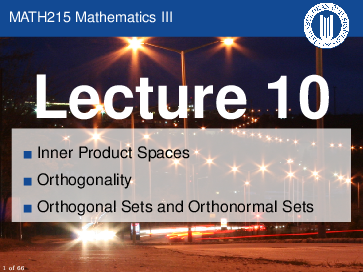 MATH215 Mathematics III
Lecture 10
Inner Product Spaces
Orthogonality
Orthogonal Sets and Orthonormal Sets
1 of 66